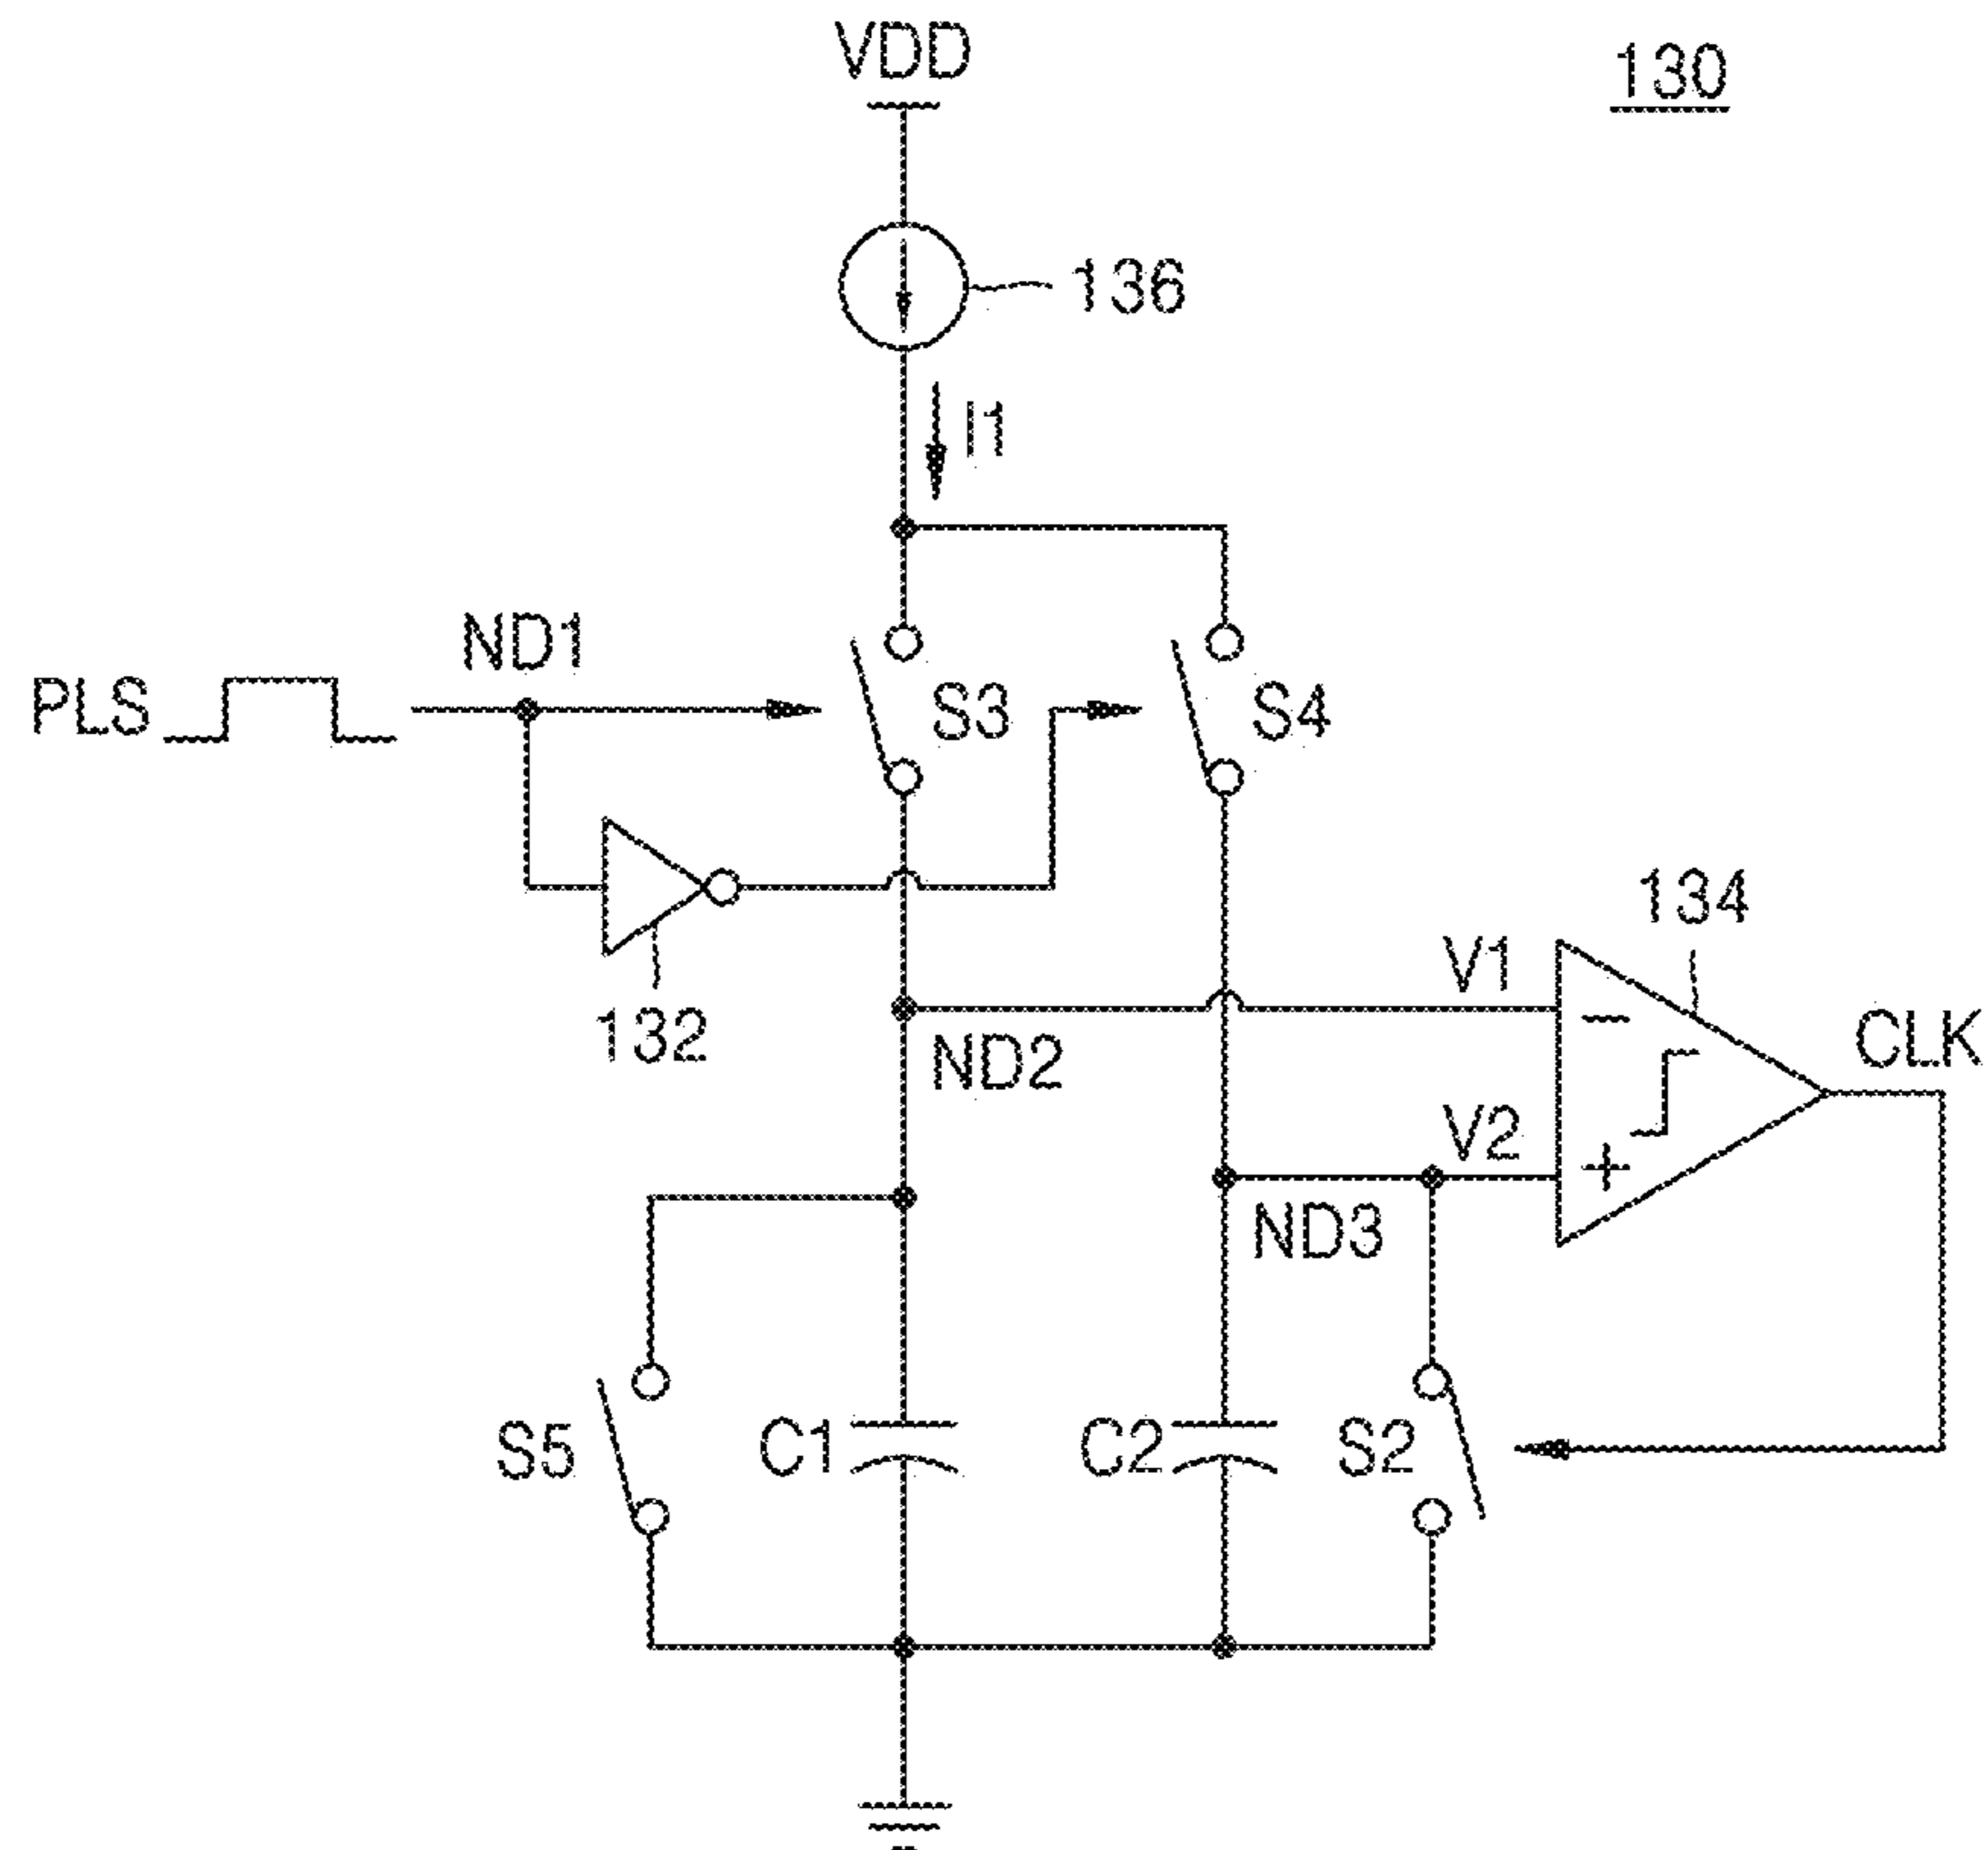 VDD
130
136
I1
ND1
PLS
S3
S4
134
V1
132
ND2
CLK
V2
+
ND3
S5
C1
C2
S2